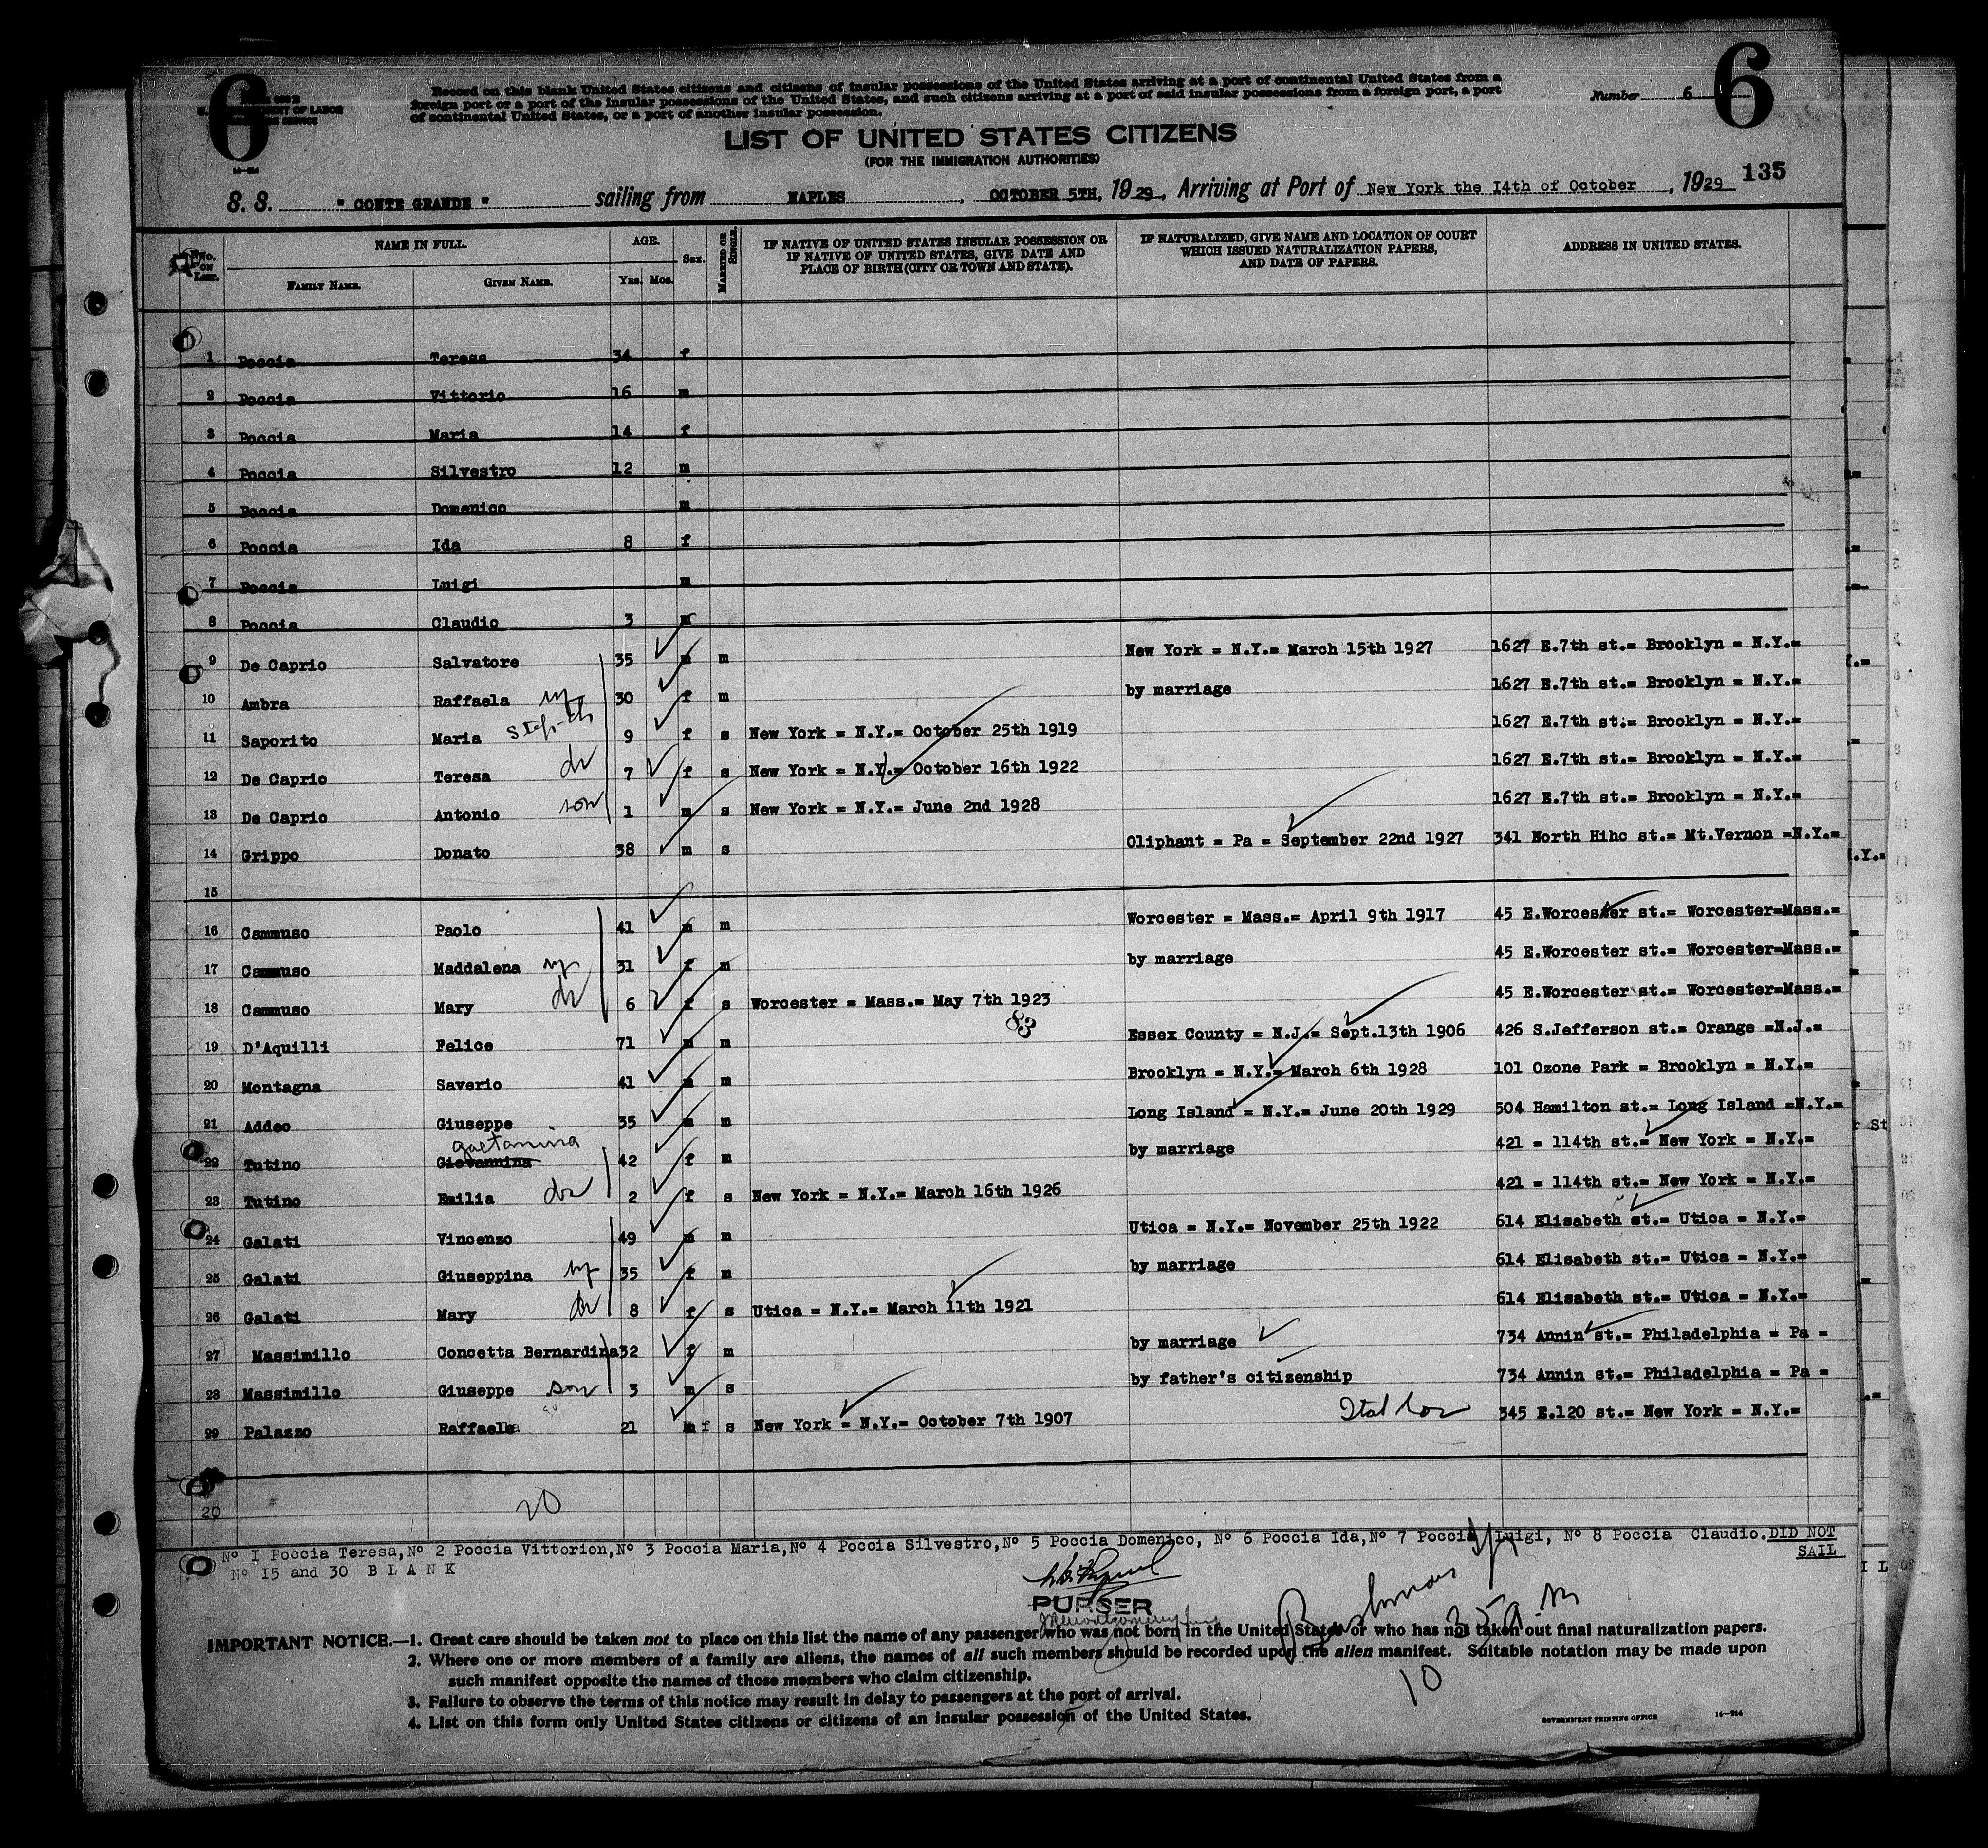 6
6
U. S. DEPARTMENT OF LABOR
Record on this blank United States citizens and citizens of insular possessions of the United States arriving at a port of continental United States from a
foreign port or a port of the insular possessions of the United States, and such citizens arriving at a port of said insular possessions from a foreign port, a port
of continental United States, or a port of another insular possession.
Number 6
LIST OF UNITED STATES CITIZENS
(FOR THE IMMIGRATION AUTHORITIES)
135
S. S. " CONTE GRANDE " sailing from NAPLES , OCTOBER 5TH, 1929, Arriving at Port of New York the 14th of October , 1929
No. on List. NAME IN FULL. AGE. Sex. Married or Single. IF NATIVE OF UNITED STATES INSULAR POSSESSION OR IF NATIVE OF UNITED STATES, GIVE DATE AND PLACE OF BIRTH (CITY OR TOWN AND STATE). IF NATURALIZED, GIVE NAME AND LOCATION OF COURT WHICH ISSUED NATURALIZATION PAPERS, AND DATE OF PAPERS. ADDRESS IN UNITED STATES.
Family Name. Given Name. Yrs. Mos.
1 Poccia Teresa 34 f
2 Poccia Vittorio 16 m
3 Poccia Maria 14 f
4 Poccia Silvestro 12 m
5 Poccia Domenico m
6 Poccia Ida 8 f
7 Poccia Luigi m
8 Poccia Claudio 3 m
9 De Caprio Salvatore 35 m m New York = N.Y.= March 15th 1927 1627 E.7th st.= Brooklyn = N.Y.=
10 Ambra Raffaela 30 f m by marriage 1627 E.7th st.= Brooklyn = N.Y.=
11 Saporito Maria 9 f s New York = N.Y.= October 25th 1919 1627 E.7th st.= Brooklyn = N.Y.=
12 De Caprio Teresa 7 f s New York = N.Y.= October 16th 1922 1627 E.7th st.= Brooklyn = N.Y.=
13 De Caprio Antonio son 1 m s New York = N.Y.= June 2nd 1928 1627 E.7th st.= Brooklyn = N.Y.=
14 Grippo Donato 38 m s Oliphant = Pa = September 22nd 1927 341 North Hihc st.= Mt.Vernon =N.Y.=
15
16 Cammuso Paolo 41 m m Worcester = Mass.= April 9th 1917 45 E.Worcester st.= Worcester=Mass.=
17 Cammuso Maddalena 31 f m by marriage 45 E.Worcester st.= Worcester=Mass.=
18 Cammuso Mary 6 f s Worcester = Mass.= May 7th 1923 45 E.Worcester st.= Worcester=Mass.=
83
19 D'Aquilli Felice 71 m m Essex County = N.J.= Sept.13th 1906 426 S.Jefferson st.= Orange =N.J.=
20 Montagna Saverio 41 m m Brooklyn = N.Y.= March 6th 1928 101 Ozone Park = Brooklyn = N.Y.=
21 Addeo Giuseppe 35 m m Long Island = N.Y.= June 20th 1929 504 Hamilton st.= Long Island =N.Y.=
gaetanina
22 Tutino Giovannina 42 f m by marriage 421 = 114th st.= New York = N.Y.=
23 Tutino Emilia 2 f s New York = N.Y.= March 16th 1926 421 = 114th st.= New York = N.Y.=
24 Galati Vincenzo 49 m m Utica = N.Y.= November 25th 1922 614 Elisabeth st.= Utica = N.Y.=
25 Galati Giuseppina 35 f m by marriage 614 Elisabeth st.= Utica = N.Y.=
26 Galati Mary 8 f s Utica = N.Y.= March 11th 1921 614 Elisabeth st.= Utica = N.Y.=
27 Massimillo Concetta Bernardina 32 f m by marriage 734 Annin st.= Philadelphia = Pa =
28 Massimillo Giuseppe son 3 m s by father's citizenship 734 Annin st.= Philadelphia = Pa =
29 Palazzo Raffaella 21 m f s New York = N.Y.= October 7th 1907 345 E.120 st.= New York = N.Y.=
20
20
Nº 1 Poccia Teresa,Nº 2 Poccia Vittorion,Nº 3 Poccia Maria,Nº 4 Poccia Silvestro,Nº 5 Poccia Domenico, Nº 6 Poccia Ida,Nº 7 Poccia Luigi, Nº 8 Poccia Claudio.DID NOT
SAIL
Nº 15 and 30 B L A N K
PURSER
IMPORTANT NOTICE.—1. Great care should be taken not to place on this list the name of any passenger who was not born in the United States or who has not taken out final naturalization papers.
2. Where one or more members of a family are aliens, the names of all such members should be recorded upon the alien manifest. Suitable notation may be made upon
such manifest opposite the names of those members who claim citizenship.
3. Failure to observe the terms of this notice may result in delay to passengers at the port of arrival.
4. List on this form only United States citizens or citizens of an insular possession of the United States.
10
GOVERNMENT PRINTING OFFICE 14—214